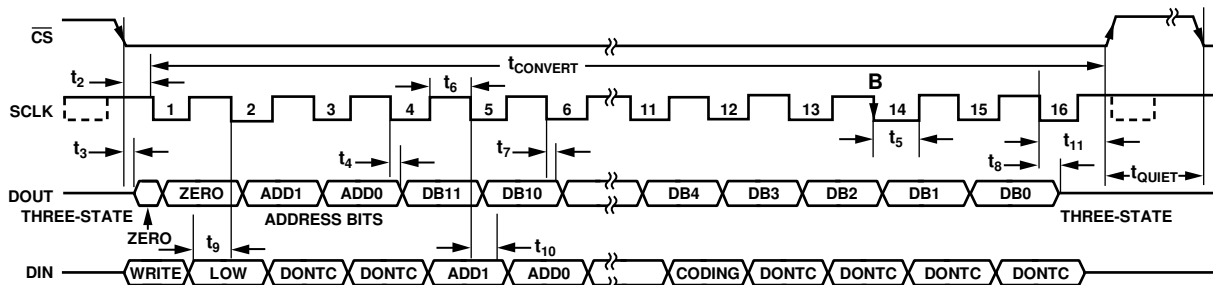 CS
t2
tCONVERT
t6
B
SCLK
1 2 3 4 5 6 11 12 13 14 15 16
t3
t4
t7
t5
t8
t11
tQUIET
DOUT
ZERO ADD1 ADD0 DB11 DB10 DB4 DB3 DB2 DB1 DB0
THREE-STATE
ADDRESS BITS
THREE-STATE
ZERO
t9
t10
DIN
WRITE LOW DONTC DONTC ADD1 ADD0 CODING DONTC DONTC DONTC DONTC